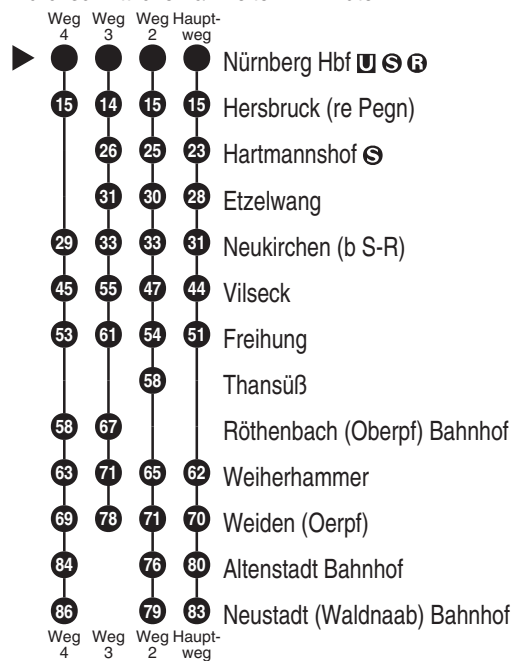 Weg Weg Weg Haupt-
4 3 2 weg
Nürnberg Hbf U S R
15 14 15 15 Hersbruck (re Pegn)
26 25 23 Hartmannshof S
31 30 28 Etzelwang
29 33 33 31 Neukirchen (b S-R)
45 55 47 44 Vilseck
53 61 54 51 Freihung
58 Thansüß
58 67 Röthenbach (Oberpf) Bahnhof
63 71 65 62 Weiherhammer
69 78 71 70 Weiden (Oerpf)
84 76 80 Altenstadt Bahnhof
86 79 83 Neustadt (Waldnaab) Bahnhof
Weg Weg Weg Haupt-
4 3 2 weg